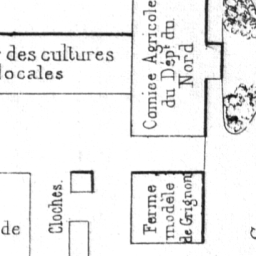 des cultures
locales
Comice Agricole
du Dépt du
Nord
Cloches.
Ferme
modèle
de Grignon
de